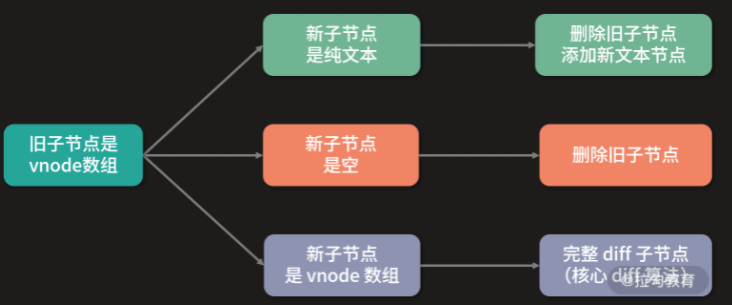 新子节点
是纯文本
删除旧子节点
添加新文本节点
旧子节点是
vnode数组
新子节点
是空
删除旧子节点
新子节点
是 vnode 数组
完整 diff 子节点
（核心 diff 算法）
@拉勾教育